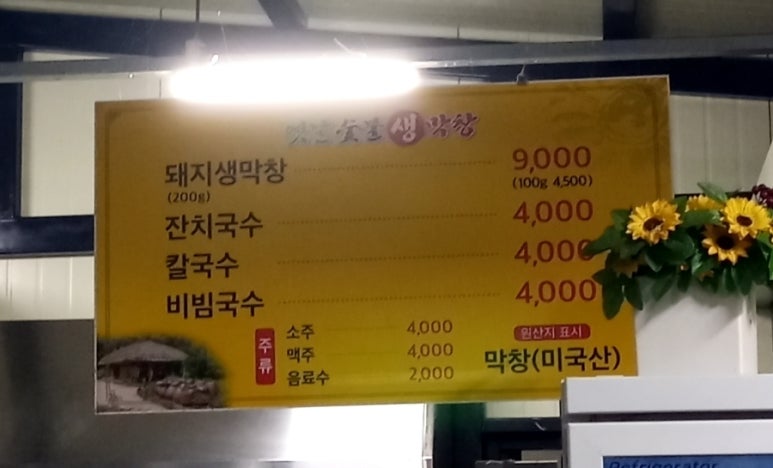 생막창
돼지생막창 9,000
(200g) (100g 4,500)
잔치국수 4,000
칼국수 4,000
비빔국수 4,000
주류
소주 4,000
맥주 4,000
음료수 2,000
원산지 표시
막창(미국산)
Refrigerator